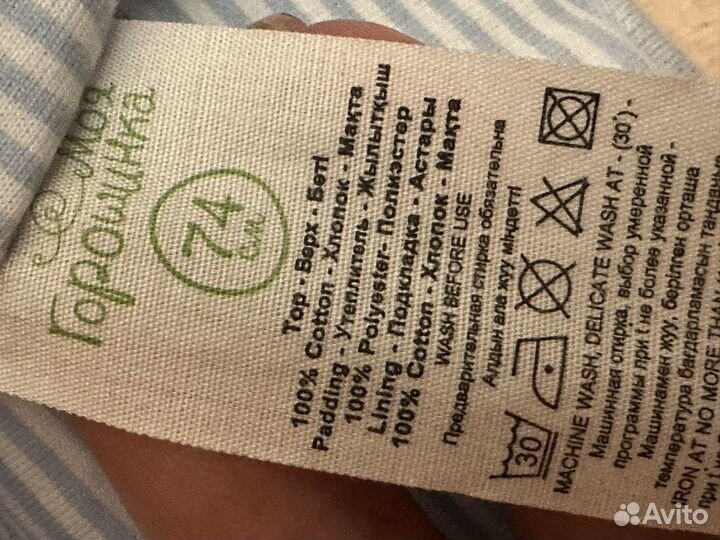 Моя
Горошинка
74
см
Top - Верх - Беті
100% Cotton - Хлопок - Мақта
Padding - Утеплитель - Жылытқыш
100% Polyester- Полиэстер
Lining - Подкладка - Астары
100% Cotton - Хлопок - Мақта
WASH BEFORE USE
Предварительная стирка обязательна
Алдын ала жуу міндетті
30
MACHINE WASH, DELICATE WASH AT - (30˚) -
Машинная стирка, выбор умеренной
программы при t не более указанной -
Машинамен жуу, берілген орташа
температура бағдарламасын таңдаңы
IRON AT NO MORE THAN
при t
Avito